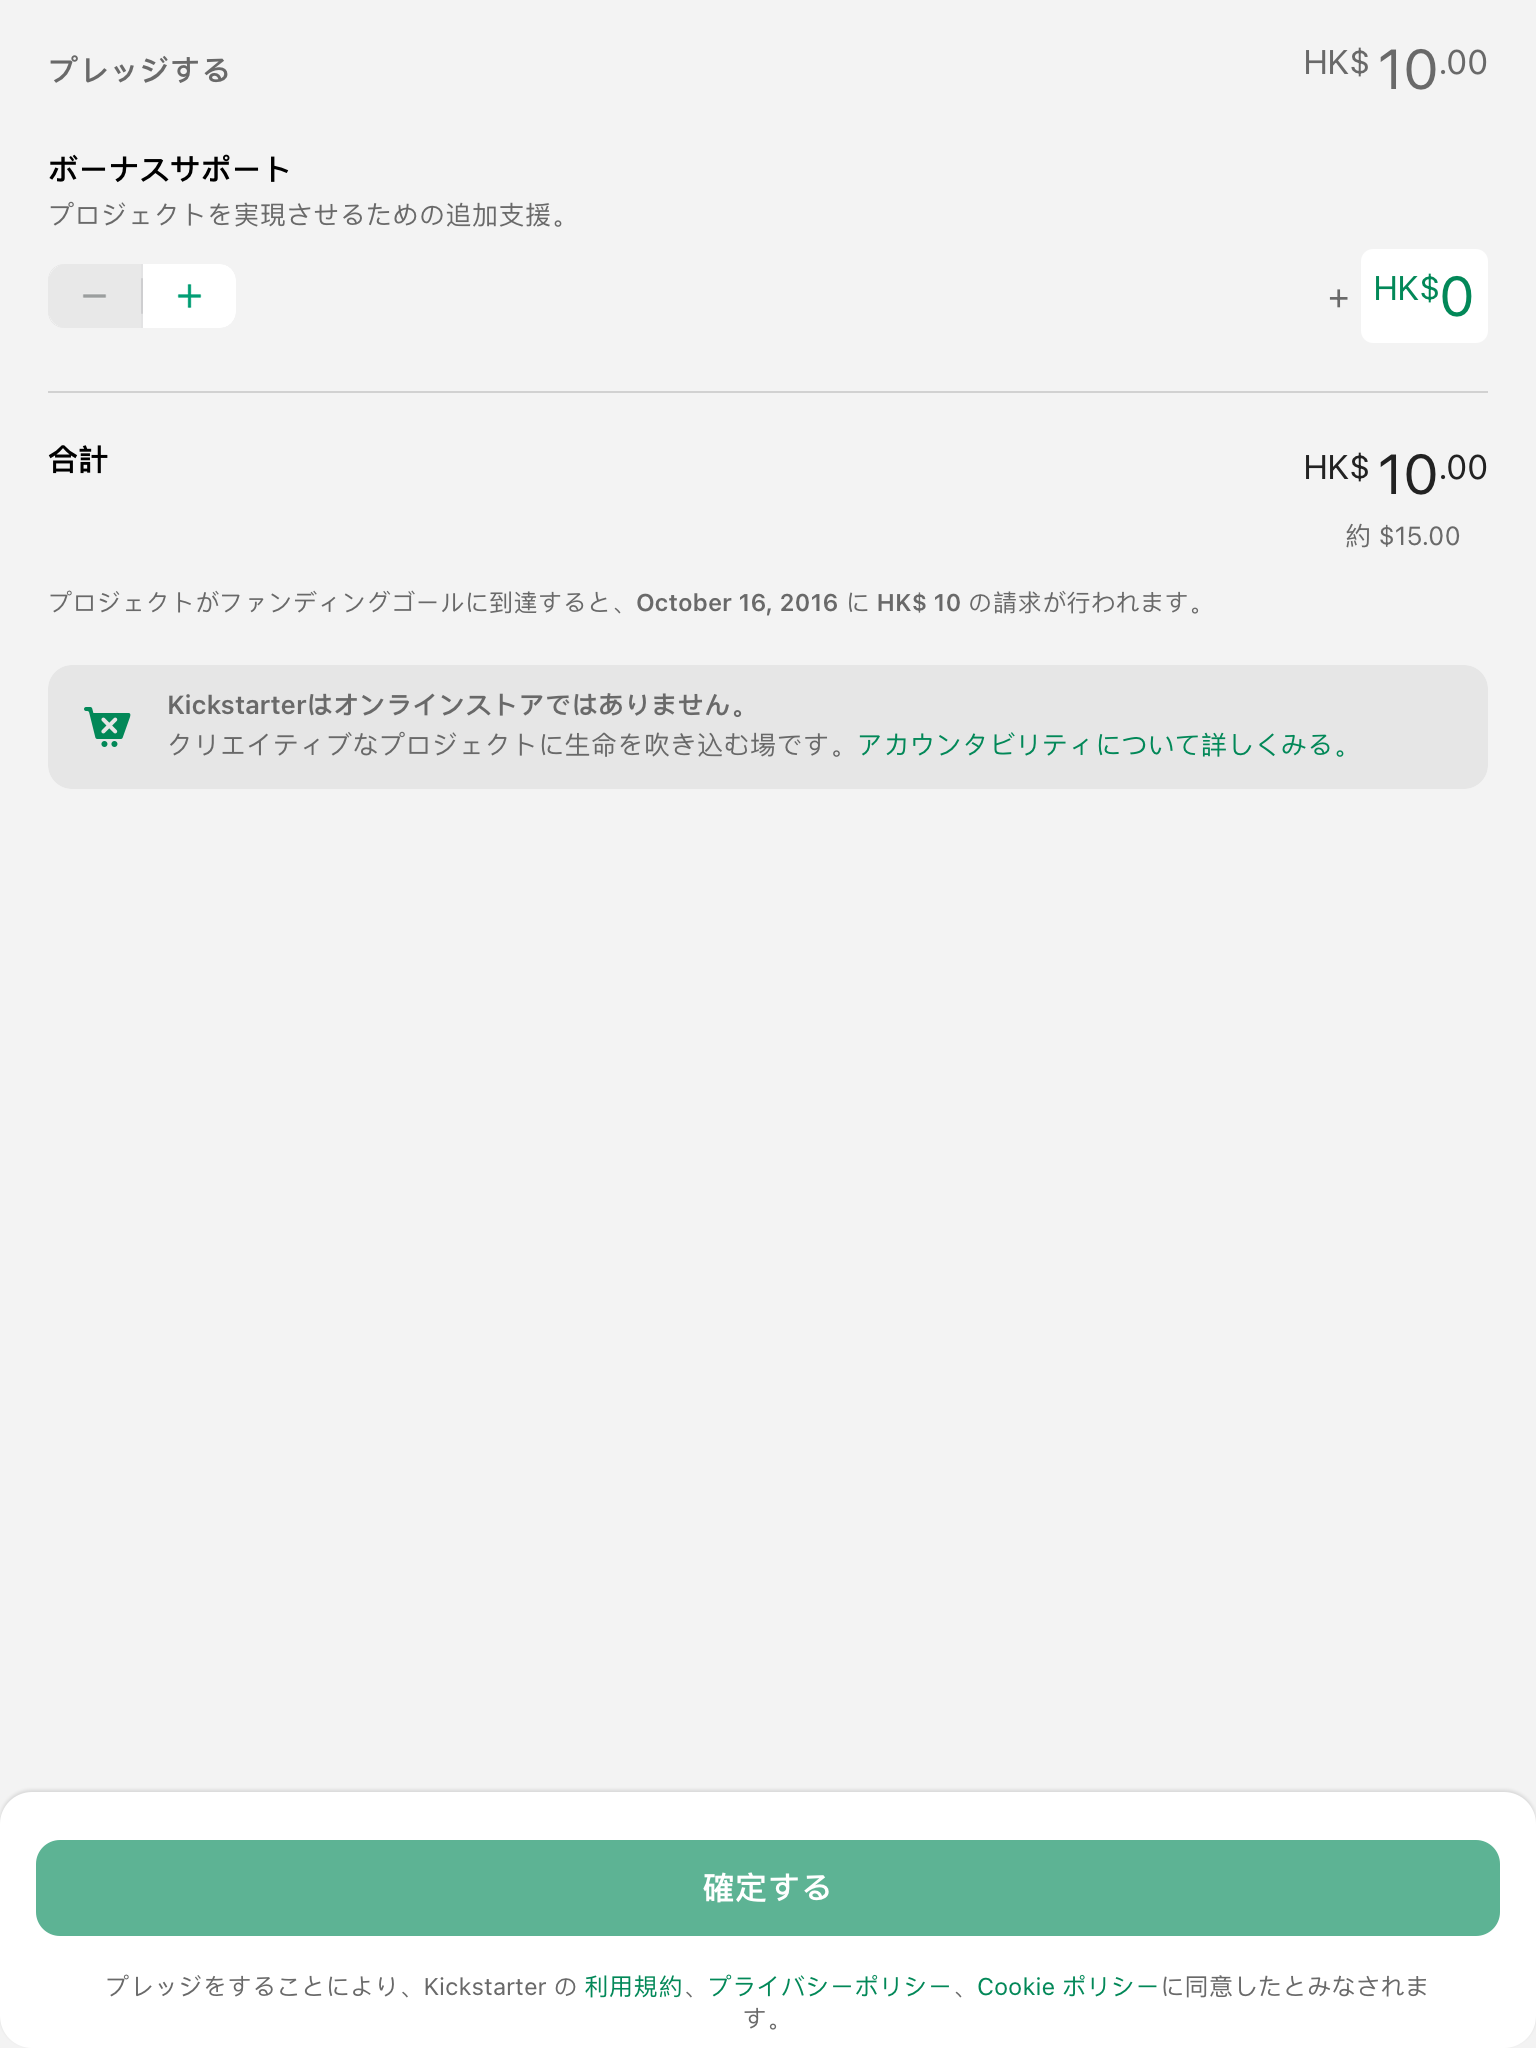 プレッジする
HK$ 10.00
ボーナスサポート
プロジェクトを実現させるための追加支援。
+ HK$0
合計
HK$ 10.00
約 $15.00
プロジェクトがファンディングゴールに到達すると、October 16, 2016 に HK$ 10 の請求が行われます。
Kickstarterはオンラインストアではありません。
クリエイティブなプロジェクトに生命を吹き込む場です。アカウンタビリティについて詳しくみる。
確定する
プレッジをすることにより、Kickstarter の 利用規約、プライバシーポリシー、Cookie ポリシーに同意したとみなされま
す。